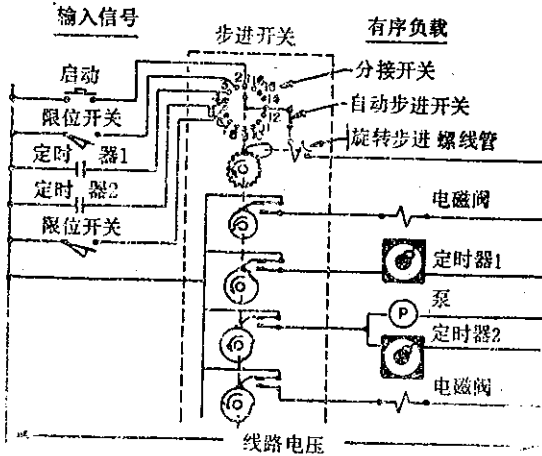 输入信号
步进开关
有序负载
启动
限位开关
定时 器1
定时 器2
限位开关
分接开关
自动步进开关
旋转步进 螺线管
电磁阀
定时器1
泵
P
定时器2
电磁阀
线路电压